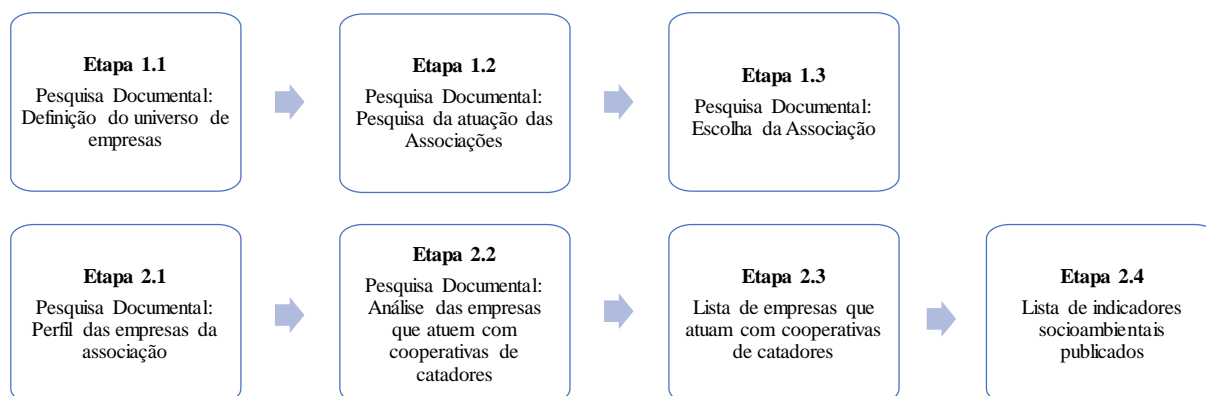 Etapa 1.1
Pesquisa Documental:
Definição do universo de
empresas
Etapa 1.2
Pesquisa Documental:
Pesquisa da atuação das
Associações
Etapa 1.3
Pesquisa Documental:
Escolha da Associação
Etapa 2.1
Pesquisa Documental:
Perfil das empresas da
associação
Etapa 2.2
Pesquisa Documental:
Análise das empresas
que atuem com
cooperativas de
catadores
Etapa 2.3
Lista de empresas que
atuam com cooperativas
de catadores
Etapa 2.4
Lista de indicadores
socioambientais
publicados